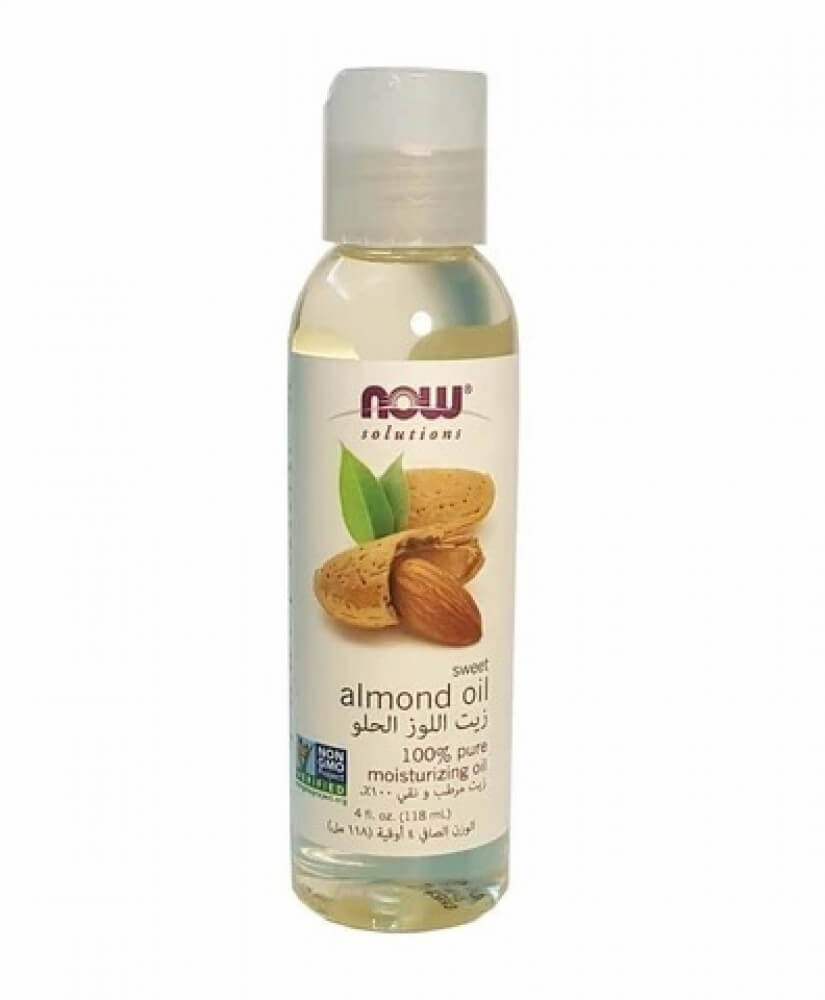 now®
solutions
sweet
almond oil
زيت اللوز الحلو
100% pure
moisturizing oil
زيت مرطب و نقي ١٠٠٪
4 fl. oz. (118 mL)
الوزن الصافي ٤ أوقية (١١٨ مل)
NON
GMO
Project
VERIFIED